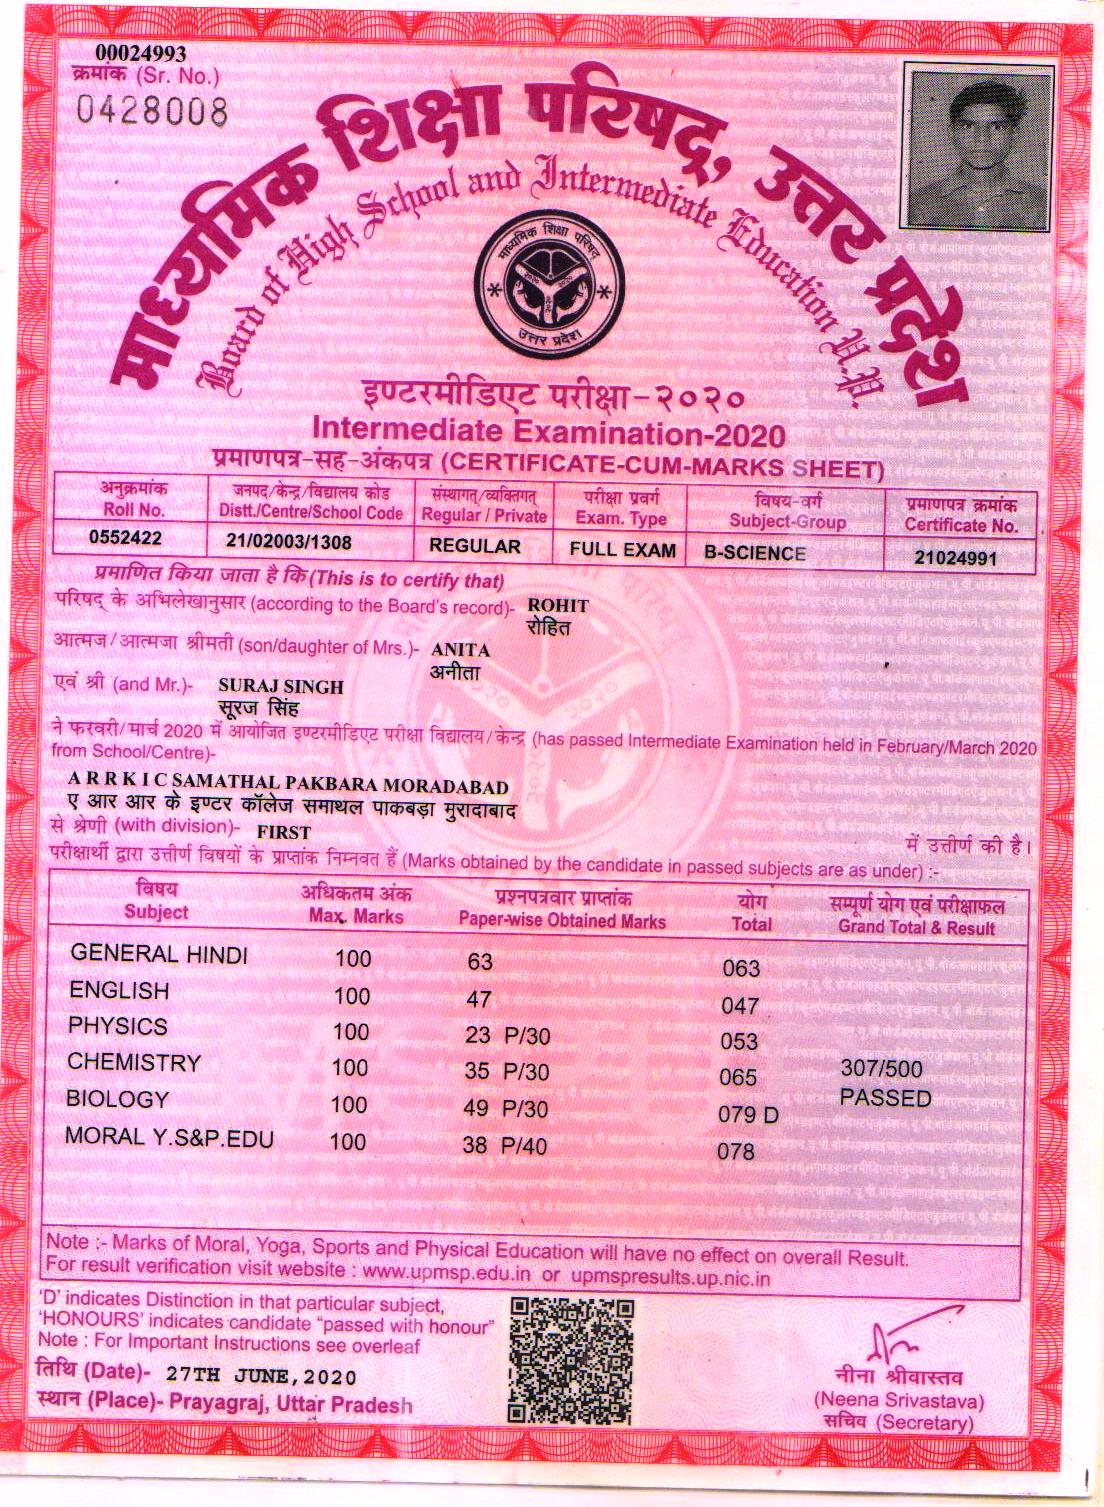 00024993
क्रमांक (Sr. No.)
0428008
माध्यमिक शिक्षा परिषद्, उत्तर प्रदेश
Board of High School and Intermediate Education U.P.
माध्यमिक शिक्षा परिषद
उत्तर प्रदेश
इण्टरमीडिएट परीक्षा-२०२०
Intermediate Examination-2020
प्रमाणपत्र-सह-अंकपत्र (CERTIFICATE-CUM-MARKS SHEET)
अनुक्रमांक जनपद/केन्द्र/विद्यालय कोड संस्थागत्/व्यक्तिगत् परीक्षा प्रवर्ग विषय-वर्ग प्रमाणपत्र क्रमांक
Roll No. Distt./Centre/School Code Regular / Private Exam. Type Subject-Group Certificate No.
0552422 21/02003/1308 REGULAR FULL EXAM B-SCIENCE 21024991
प्रमाणित किया जाता है कि (This is to certify that)
परिषद् के अभिलेखानुसार (according to the Board's record)- ROHIT
रोहित
आत्मज/आत्मजा श्रीमती (son/daughter of Mrs.)- ANITA
अनीता
एवं श्री (and Mr.)- SURAJ SINGH
सूरज सिंह
ने फरवरी/मार्च 2020 में आयोजित इण्टरमीडिएट परीक्षा विद्यालय/केन्द्र (has passed Intermediate Examination held in February/March 2020
from School/Centre)-
A R R K I C SAMATHAL PAKBARA MORADABAD
ए आर आर के इण्टर कॉलेज समाथल पाकबड़ा मुरादाबाद
से श्रेणी (with division)- FIRST में उत्तीर्ण की है।
परीक्षार्थी द्वारा उत्तीर्ण विषयों के प्राप्तांक निम्नवत हैं (Marks obtained by the candidate in passed subjects are as under) :-
विषय अधिकतम अंक प्रश्नपत्रवार प्राप्तांक योग सम्पूर्ण योग एवं परीक्षाफल
Subject Max. Marks Paper-wise Obtained Marks Total Grand Total & Result
GENERAL HINDI 100 63 063
ENGLISH 100 47 047
PHYSICS 100 23 P/30 053
CHEMISTRY 100 35 P/30 065 307/500
BIOLOGY 100 49 P/30 079 D PASSED
MORAL Y.S&P.EDU 100 38 P/40 078
Note :- Marks of Moral, Yoga, Sports and Physical Education will have no effect on overall Result.
For result verification visit website : www.upmsp.edu.in or upmspresults.up.nic.in
'D' indicates Distinction in that particular subject,
'HONOURS' indicates candidate "passed with honour"
Note : For Important Instructions see overleaf
तिथि (Date)- 27TH JUNE,2020
स्थान (Place)- Prayagraj, Uttar Pradesh
नीना श्रीवास्तव
(Neena Srivastava)
सचिव (Secretary)